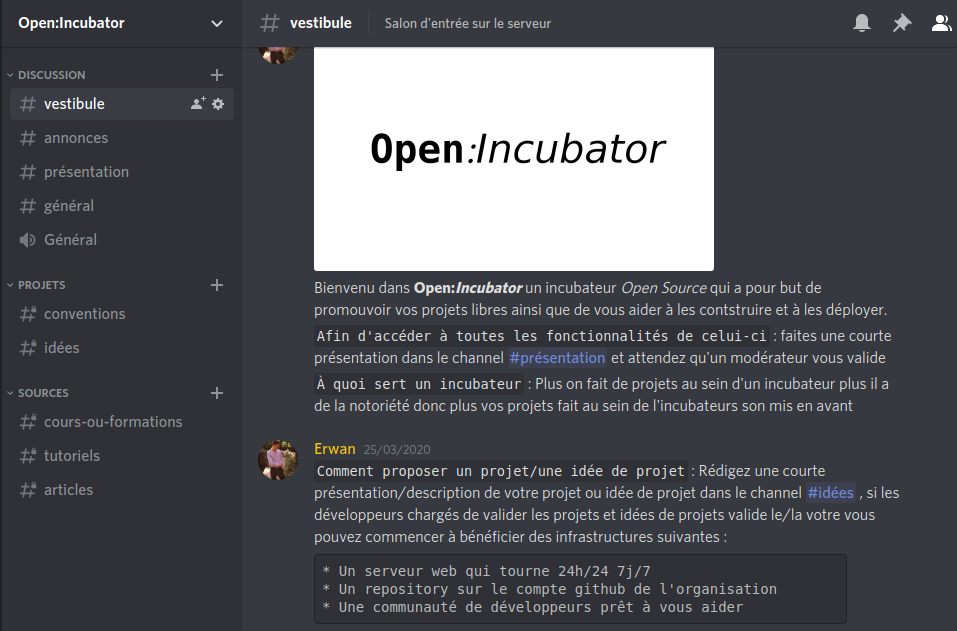 Open:Incubator
DISCUSSION
vestibule
annonces
présentation
général
Général
PROJETS
conventions
idées
SOURCES
cours-ou-formations
tutoriels
articles
vestibule
Salon d'entrée sur le serveur
Open:Incubator
Bienvenu dans Open:Incubator un incubateur Open Source qui a pour but de
promouvoir vos projets libres ainsi que de vous aider à les contstruire et à les déployer.
Afin d'accéder à toutes les fonctionnalités de celui-ci : faites une courte
présentation dans le channel #présentation et attendez qu'un modérateur vous valide
À quoi sert un incubateur : Plus on fait de projets au sein d'un incubateur plus il a
de la notoriété donc plus vos projets fait au sein de l'incubateurs son mis en avant
Erwan 25/03/2020
Comment proposer un projet/une idée de projet : Rédigez une courte
présentation/description de votre projet ou idée de projet dans le channel #idées , si les
développeurs chargés de valider les projets et idées de projets valide le/la votre vous
pouvez commencer à bénéficier des infrastructures suivantes :
* Un serveur web qui tourne 24h/24 7j/7
* Un repository sur le compte github de l'organisation
* Une communauté de développeurs prêt à vous aider